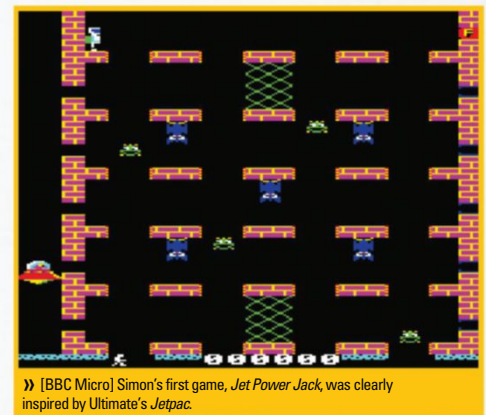 » [BBC Micro] Simon’s first game, Jet Power Jack, was clearly
inspired by Ultimate’s Jetpac.